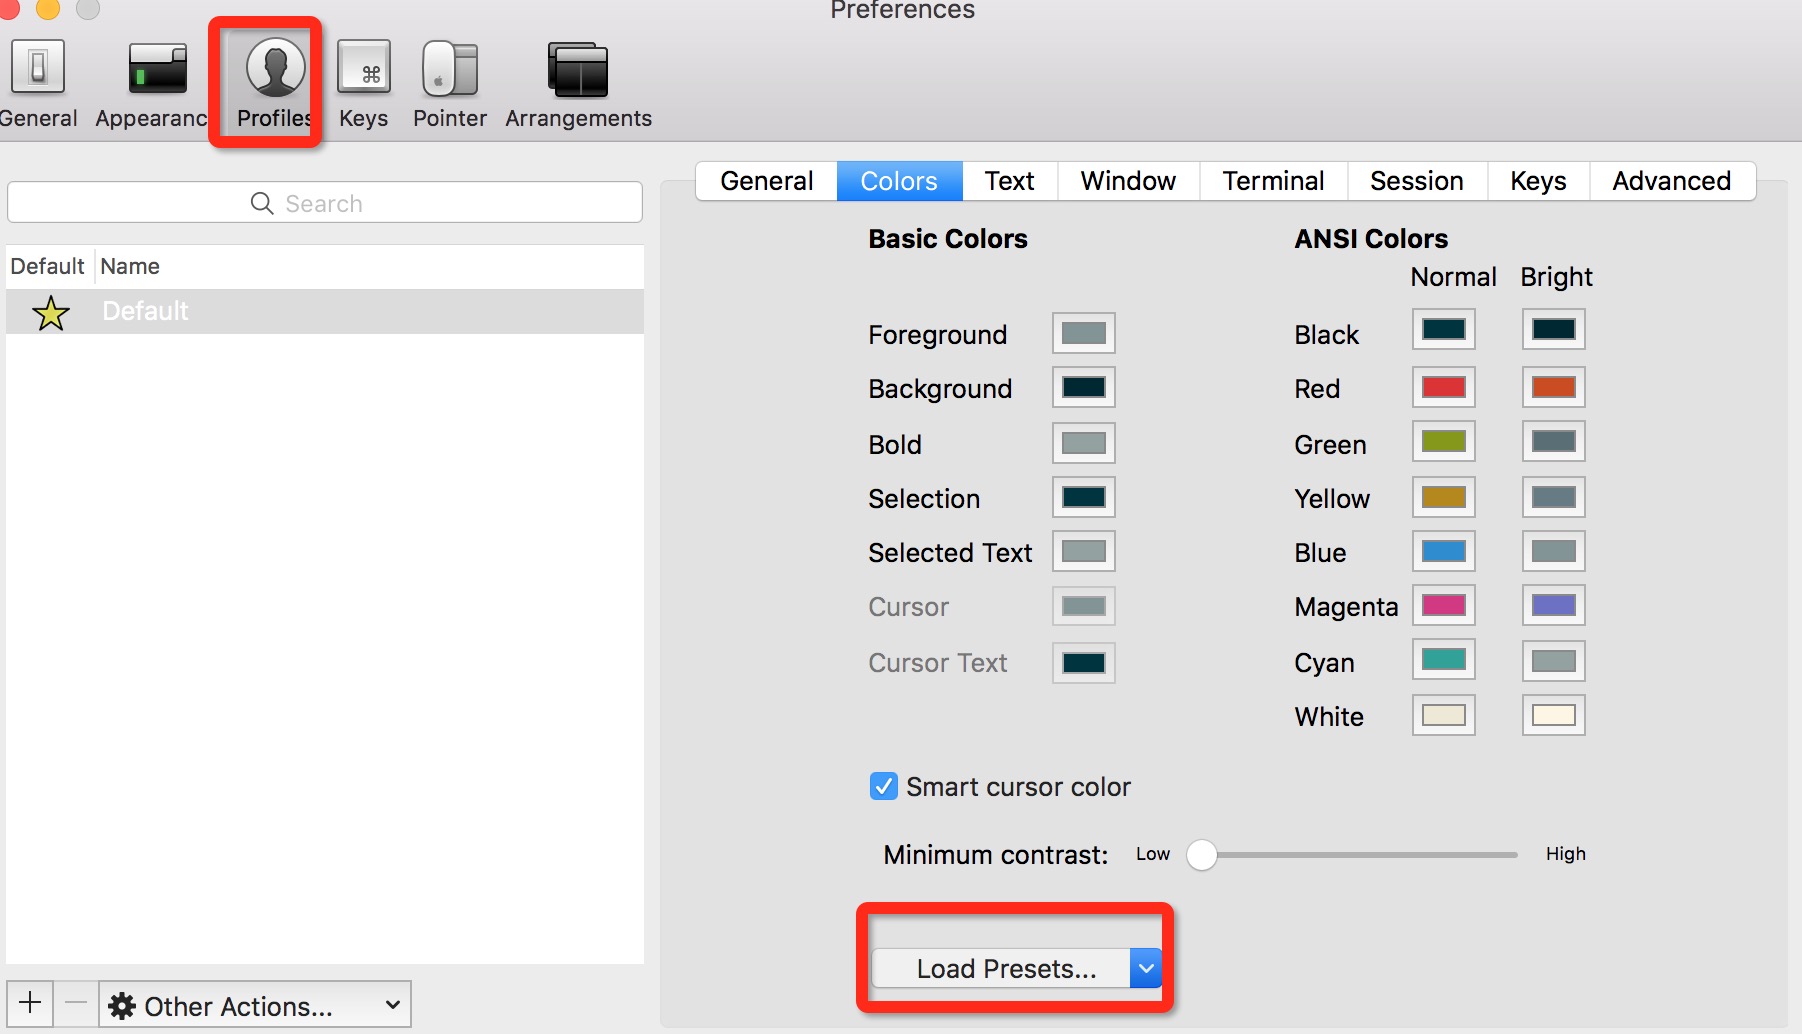 Preferences
General Appearanc Profiles Keys Pointer Arrangements
Search
Default Name
Default
Other Actions...
General Colors Text Window Terminal Session Keys Advanced
Basic Colors
Foreground
Background
Bold
Selection
Selected Text
Cursor
Cursor Text
ANSI Colors
Normal Bright
Black
Red
Green
Yellow
Blue
Magenta
Cyan
White
Smart cursor color
Minimum contrast: Low High
Load Presets...